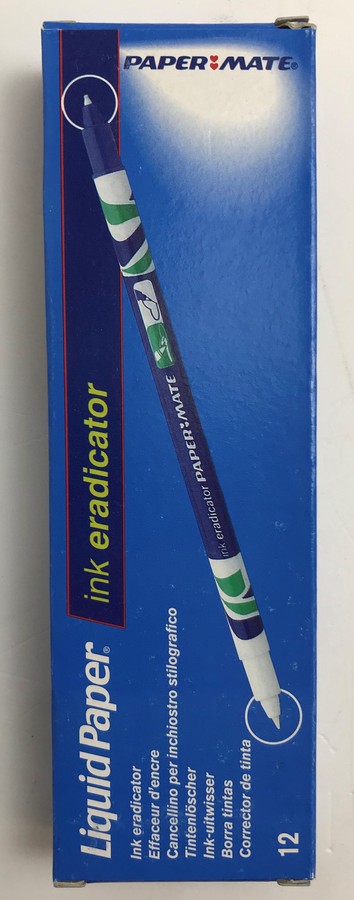 PAPER MATE®
ink eradicator PAPER MATE
ink eradicator
Liquid Paper®
Ink eradicator
Effaceur d'encre
Cancellino per inchiostro stilografico
Tintenlöscher
Ink-uitwisser
Borra tintas
Corrector de tinta
12